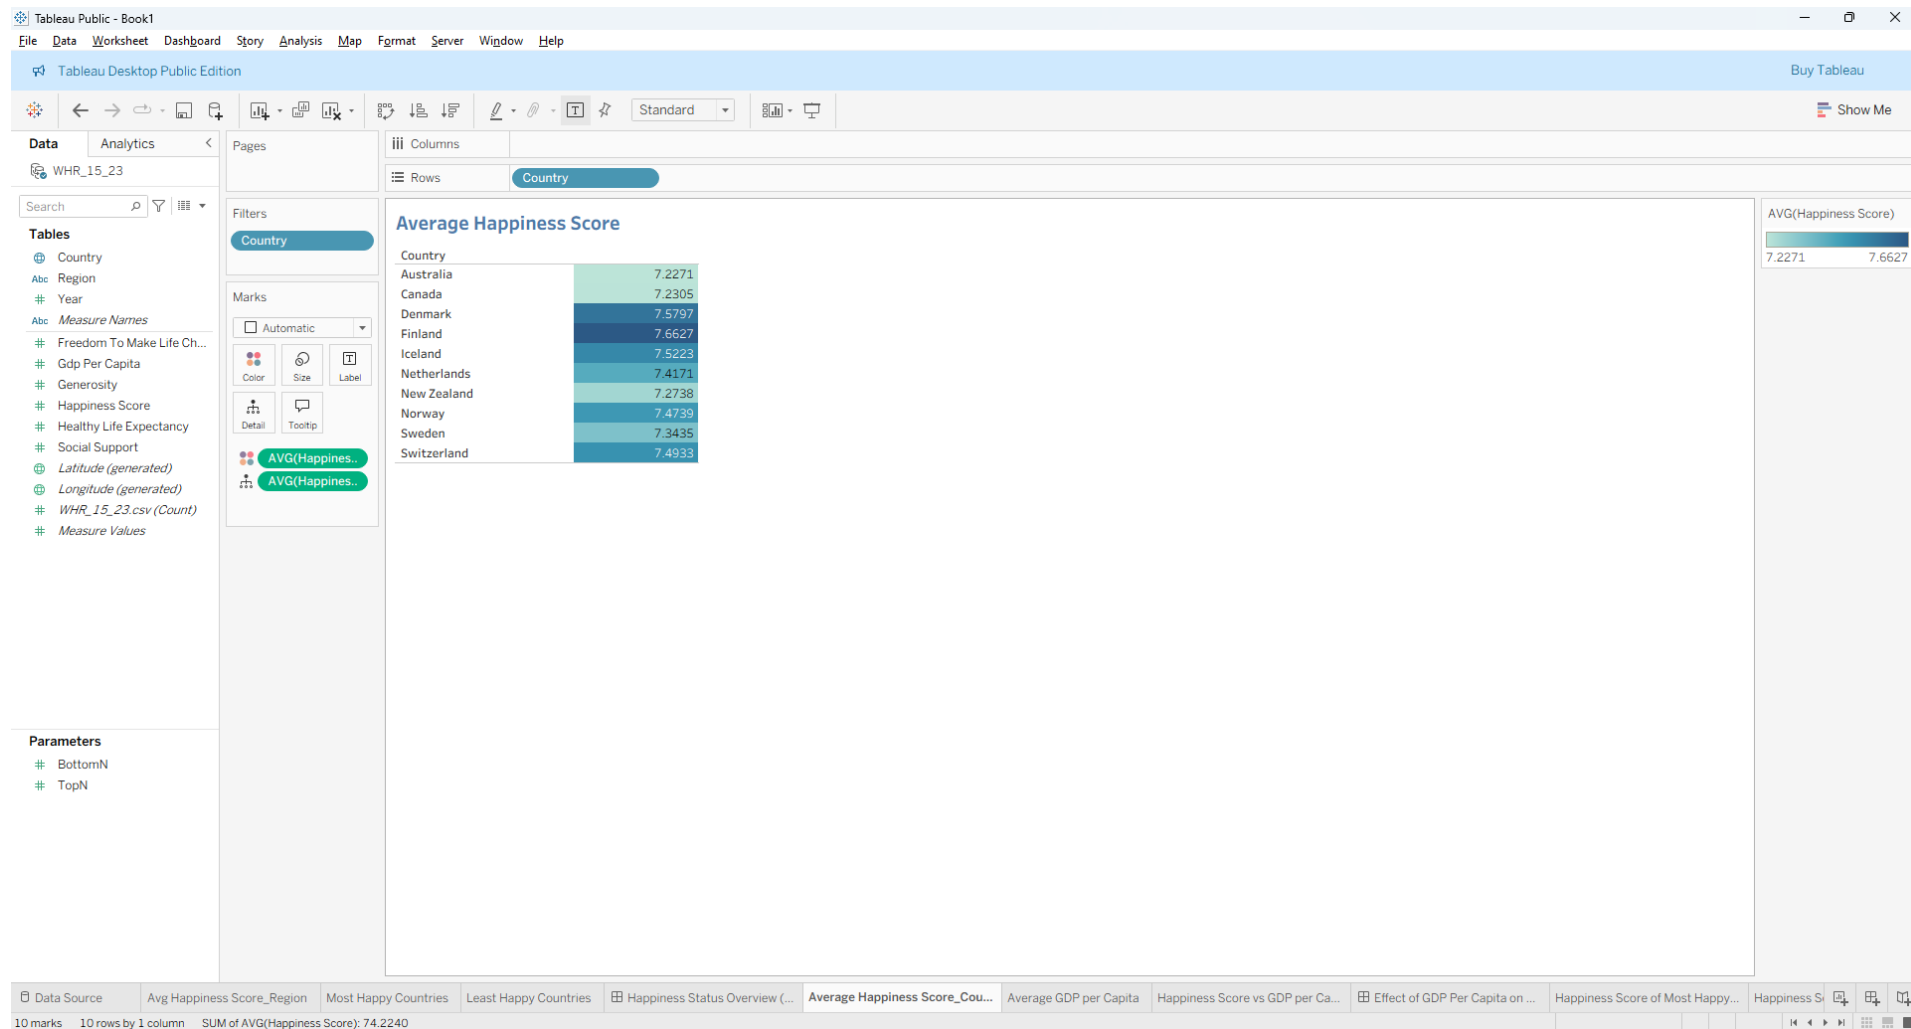 Tableau Public - Book1
File Data Worksheet Dashboard Story Analysis Map Format Server Window Help
Tableau Desktop Public Edition
Buy Tableau
Standard
Show Me
Data
Analytics
WHR_15_23
Search
Tables
Country
Abc Region
Year
Abc Measure Names
Freedom To Make Life Ch...
Gdp Per Capita
Generosity
Happiness Score
Healthy Life Expectancy
Social Support
Latitude (generated)
Longitude (generated)
WHR_15_23.csv (Count)
Measure Values
Parameters
BottomN
TopN
Pages
Filters
Country
Marks
Automatic
Color Size Label
Detail Tooltip
AVG(Happines..
AVG(Happines..
Columns
Rows Country
Average Happiness Score
Country
Australia 7.2271
Canada 7.2305
Denmark 7.5797
Finland 7.6627
Iceland 7.5223
Netherlands 7.4171
New Zealand 7.2738
Norway 7.4739
Sweden 7.3435
Switzerland 7.4933
AVG(Happiness Score)
7.2271 7.6627
Data Source Avg Happiness Score_Region Most Happy Countries Least Happy Countries Happiness Status Overview (... Average Happiness Score_Cou... Average GDP per Capita Happiness Score vs GDP per Ca... Effect of GDP Per Capita on ... Happiness Score of Most Happy... Happiness S
10 marks 10 rows by 1 column SUM of AVG(Happiness Score): 74.2240